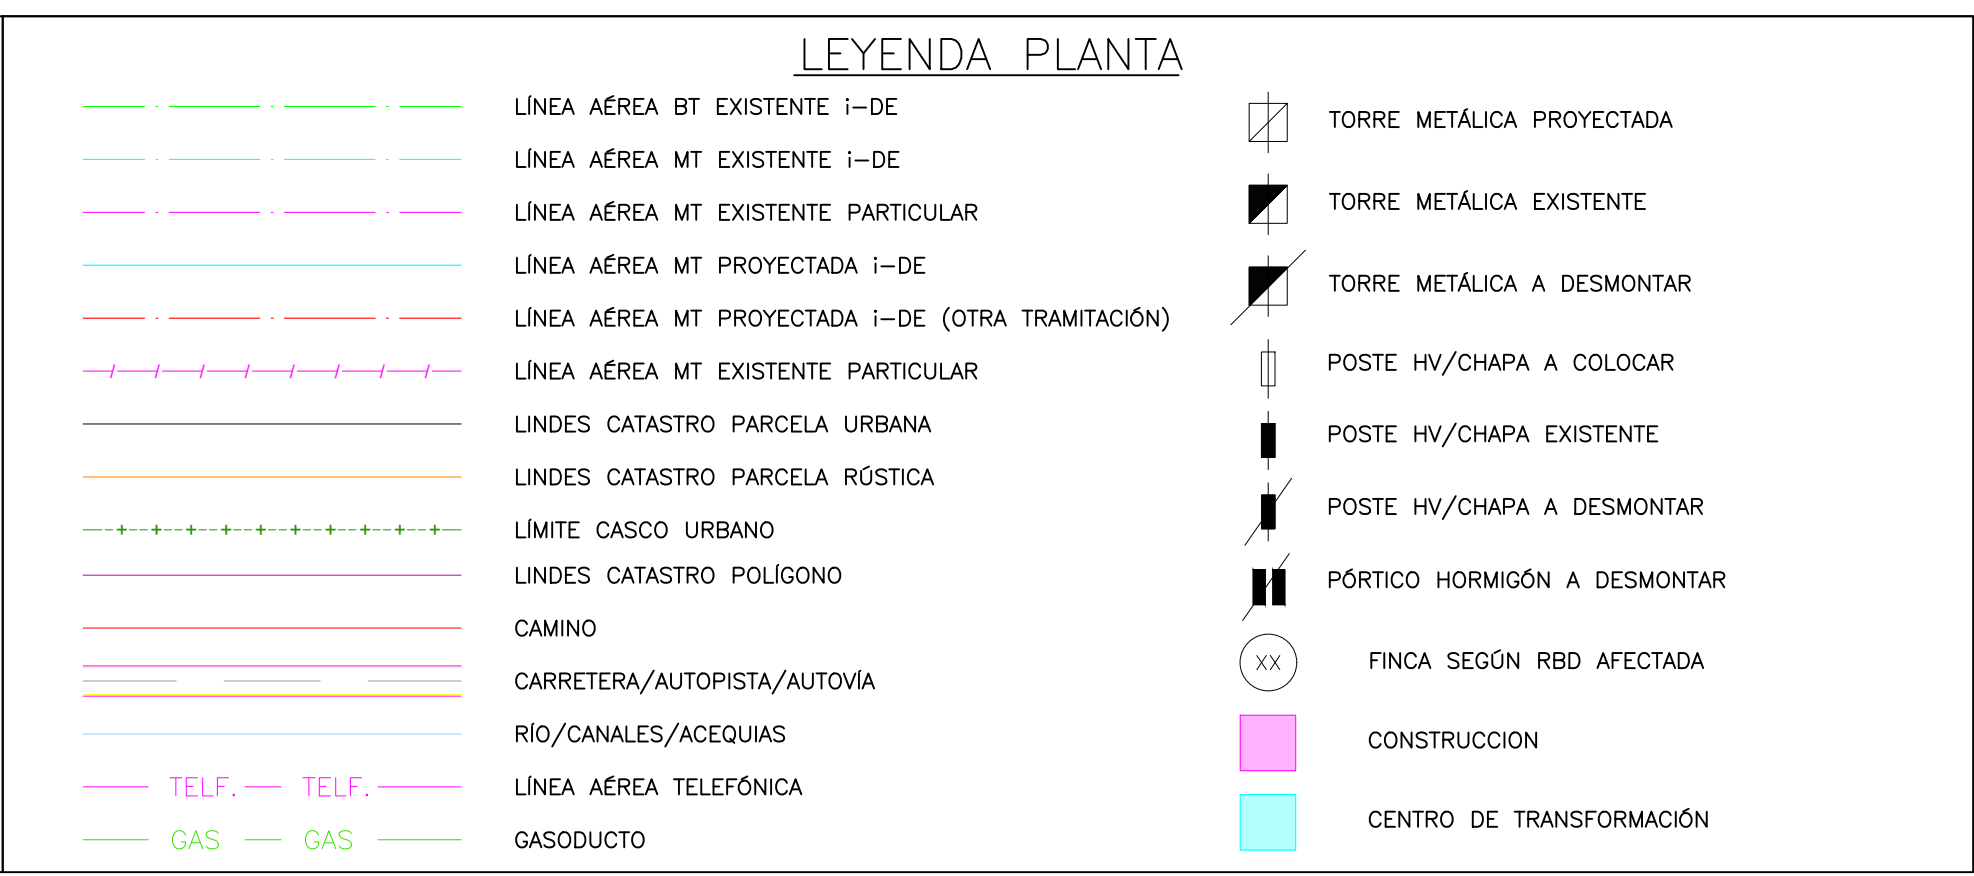 LEYENDA PLANTA
LÍNEA AÉREA BT EXISTENTE i-DE
LÍNEA AÉREA MT EXISTENTE i-DE
LÍNEA AÉREA MT EXISTENTE PARTICULAR
LÍNEA AÉREA MT PROYECTADA i-DE
LÍNEA AÉREA MT PROYECTADA i-DE (OTRA TRAMITACIÓN)
LÍNEA AÉREA MT EXISTENTE PARTICULAR
LINDES CATASTRO PARCELA URBANA
LINDES CATASTRO PARCELA RÚSTICA
LÍMITE CASCO URBANO
LINDES CATASTRO POLÍGONO
CAMINO
CARRETERA/AUTOPISTA/AUTOVÍA
RÍO/CANALES/ACEQUIAS
TELF. TELF. LÍNEA AÉREA TELEFÓNICA
GAS GAS GASODUCTO
TORRE METÁLICA PROYECTADA
TORRE METÁLICA EXISTENTE
TORRE METÁLICA A DESMONTAR
POSTE HV/CHAPA A COLOCAR
POSTE HV/CHAPA EXISTENTE
POSTE HV/CHAPA A DESMONTAR
PÓRTICO HORMIGÓN A DESMONTAR
XX FINCA SEGÚN RBD AFECTADA
CONSTRUCCION
CENTRO DE TRANSFORMACIÓN